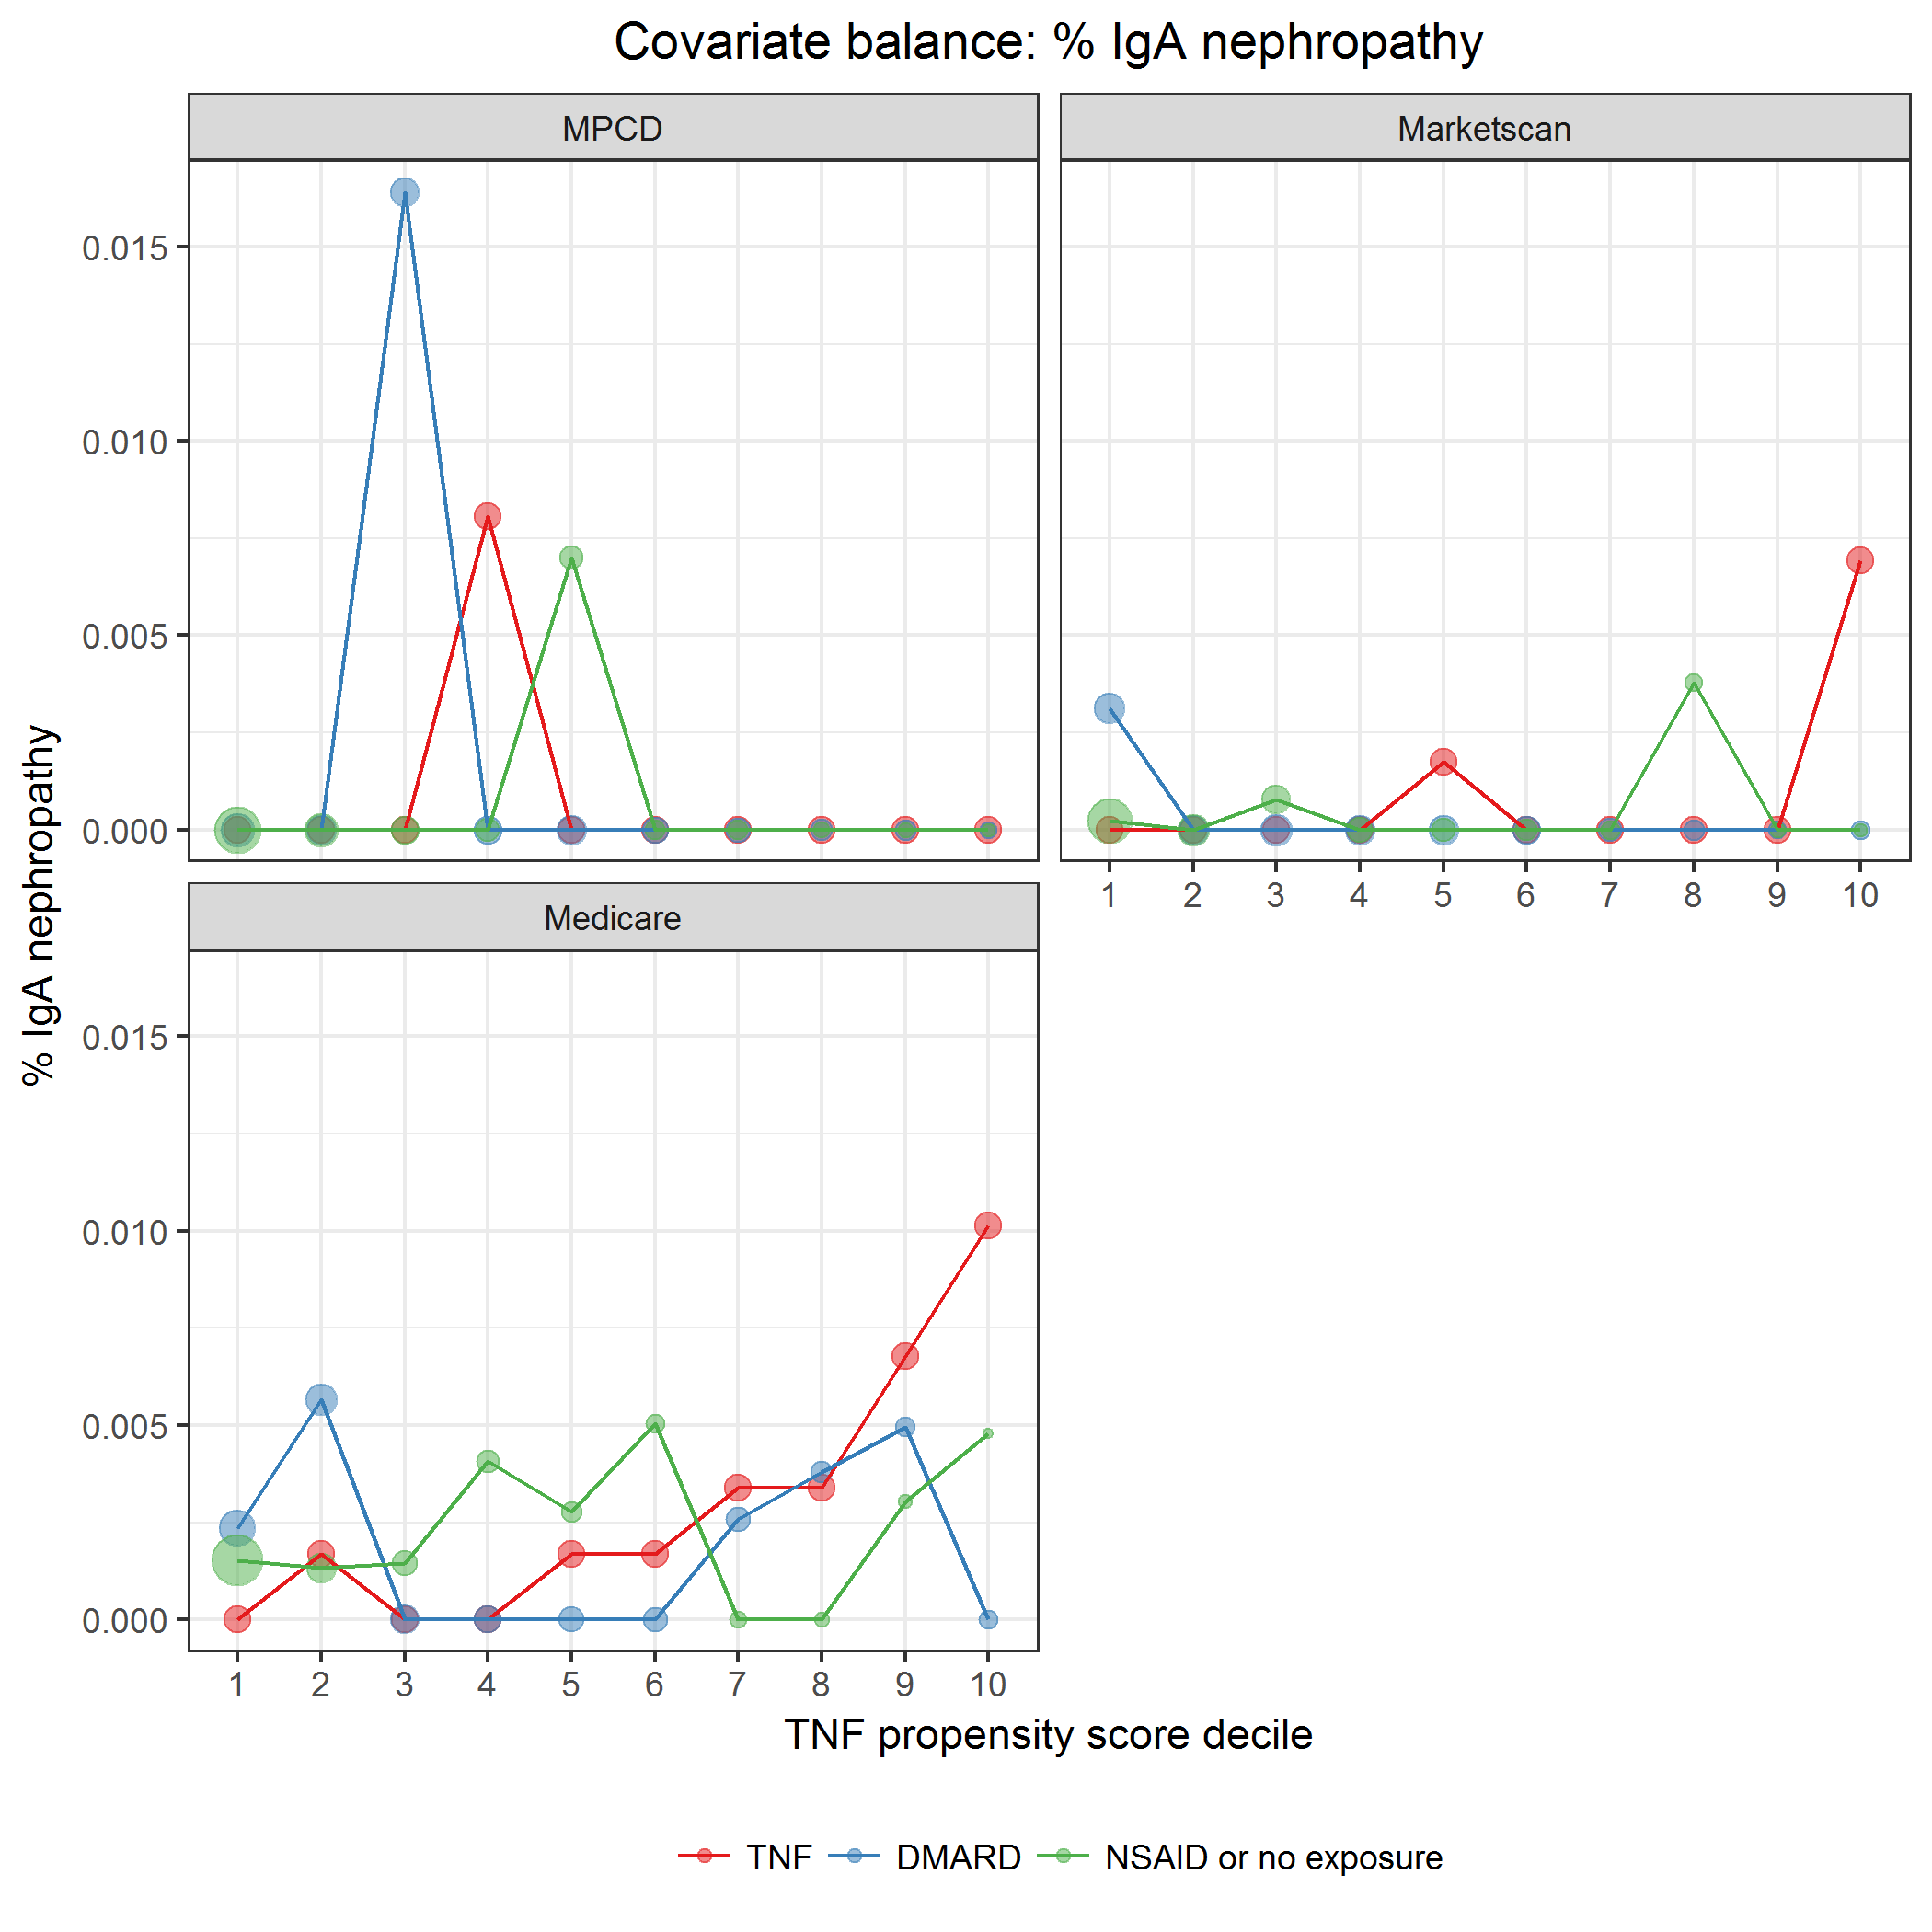 Covariate balance: % IgA nephropathy
MPCD
Marketscan
% IgA nephropathy
0.015
0.010
0.005
0.000
1 2 3 4 5 6 7 8 9 10
Medicare
0.015
0.010
0.005
0.000
1 2 3 4 5 6 7 8 9 10
TNF propensity score decile
TNF DMARD NSAID or no exposure